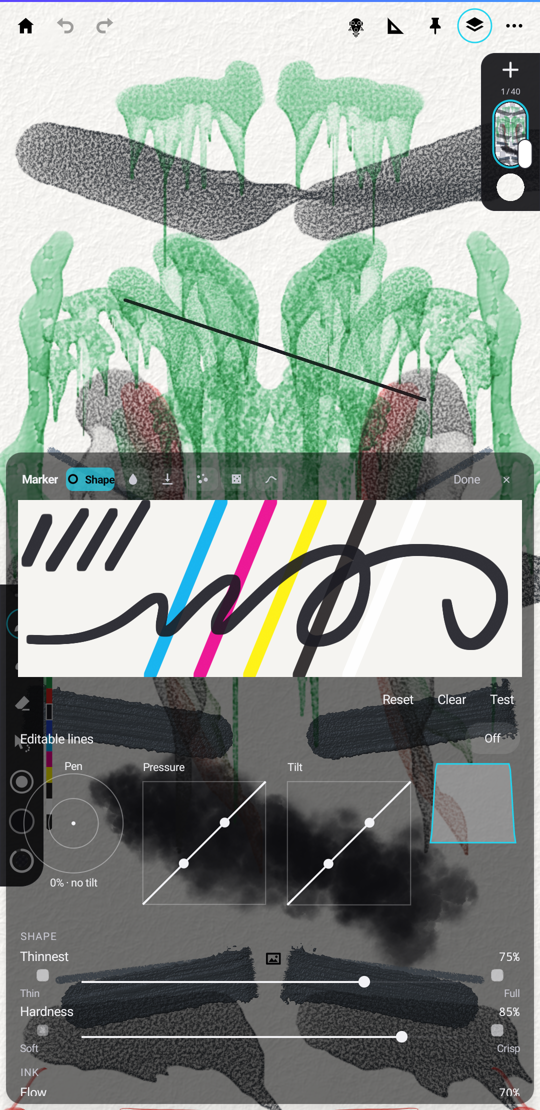 1/40
Marker Shape Done ×
Reset Clear Test
Editable lines Off
Pen Pressure Tilt
0% · no tilt
SHAPE
Thinnest 75%
Thin Full
Hardness 85%
Soft Crisp
INK
Flow 70%